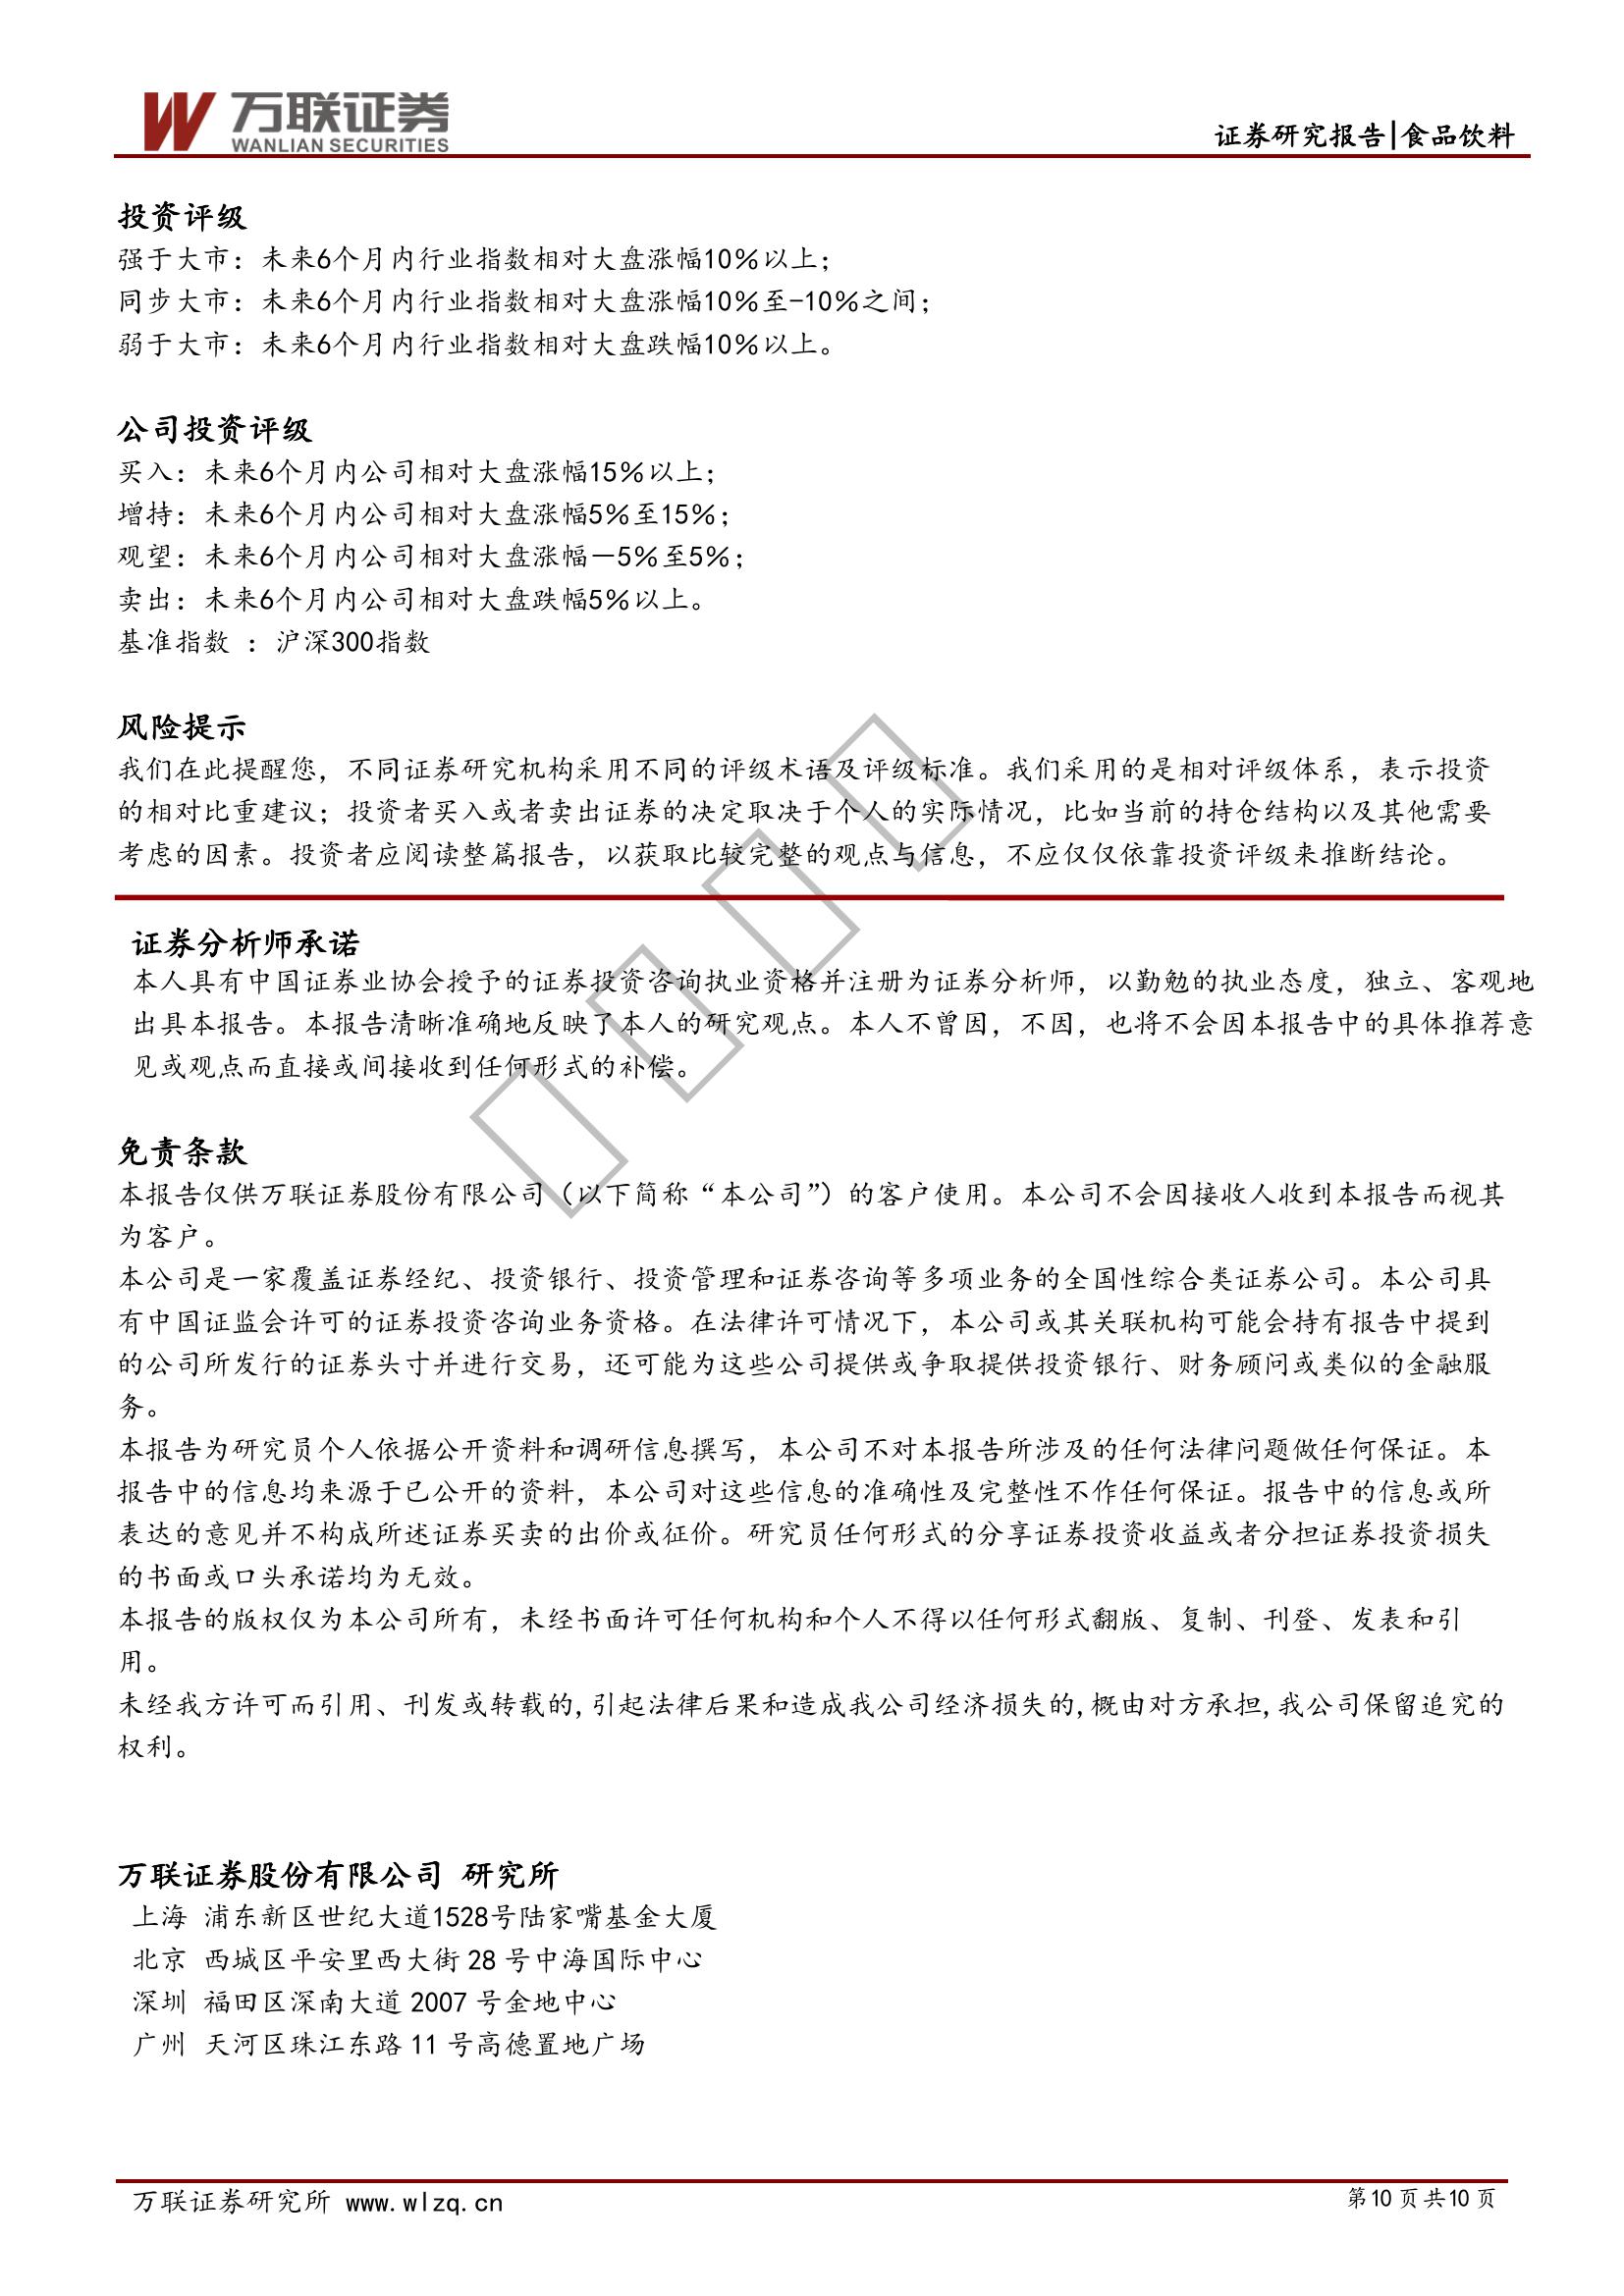 万联证券
WANLIAN SECURITIES
证券研究报告|食品饮料
投资评级
强于大市：未来6个月内行业指数相对大盘涨幅10％以上；
同步大市：未来6个月内行业指数相对大盘涨幅10％至-10％之间；
弱于大市：未来6个月内行业指数相对大盘跌幅10％以上。
公司投资评级
买入：未来6个月内公司相对大盘涨幅15％以上；
增持：未来6个月内公司相对大盘涨幅5％至15％；
观望：未来6个月内公司相对大盘涨幅－5％至5％；
卖出：未来6个月内公司相对大盘跌幅5％以上。
基准指数 ：沪深300指数
风险提示
我们在此提醒您，不同证券研究机构采用不同的评级术语及评级标准。我们采用的是相对评级体系，表示投资
的相对比重建议；投资者买入或者卖出证券的决定取决于个人的实际情况，比如当前的持仓结构以及其他需要
考虑的因素。投资者应阅读整篇报告，以获取比较完整的观点与信息，不应仅仅依靠投资评级来推断结论。
证券分析师承诺
本人具有中国证券业协会授予的证券投资咨询执业资格并注册为证券分析师，以勤勉的执业态度，独立、客观地
出具本报告。本报告清晰准确地反映了本人的研究观点。本人不曾因，不因，也将不会因本报告中的具体推荐意
见或观点而直接或间接收到任何形式的补偿。
免责条款
本报告仅供万联证券股份有限公司（以下简称“本公司”）的客户使用。本公司不会因接收人收到本报告而视其
为客户。
本公司是一家覆盖证券经纪、投资银行、投资管理和证券咨询等多项业务的全国性综合类证券公司。本公司具
有中国证监会许可的证券投资咨询业务资格。在法律许可情况下，本公司或其关联机构可能会持有报告中提到
的公司所发行的证券头寸并进行交易，还可能为这些公司提供或争取提供投资银行、财务顾问或类似的金融服
务。
本报告为研究员个人依据公开资料和调研信息撰写，本公司不对本报告所涉及的任何法律问题做任何保证。本
报告中的信息均来源于已公开的资料，本公司对这些信息的准确性及完整性不作任何保证。报告中的信息或所
表达的意见并不构成所述证券买卖的出价或征价。研究员任何形式的分享证券投资收益或者分担证券投资损失
的书面或口头承诺均为无效。
本报告的版权仅为本公司所有，未经书面许可任何机构和个人不得以任何形式翻版、复制、刊登、发表和引
用。
未经我方许可而引用、刊发或转载的,引起法律后果和造成我公司经济损失的,概由对方承担,我公司保留追究的
权利。
万联证券股份有限公司 研究所
上海 浦东新区世纪大道1528号陆家嘴基金大厦
北京 西城区平安里西大街 28 号中海国际中心
深圳 福田区深南大道 2007 号金地中心
广州 天河区珠江东路 11 号高德置地广场
万联证券研究所 www.wlzq.cn
第10 页 共10 页